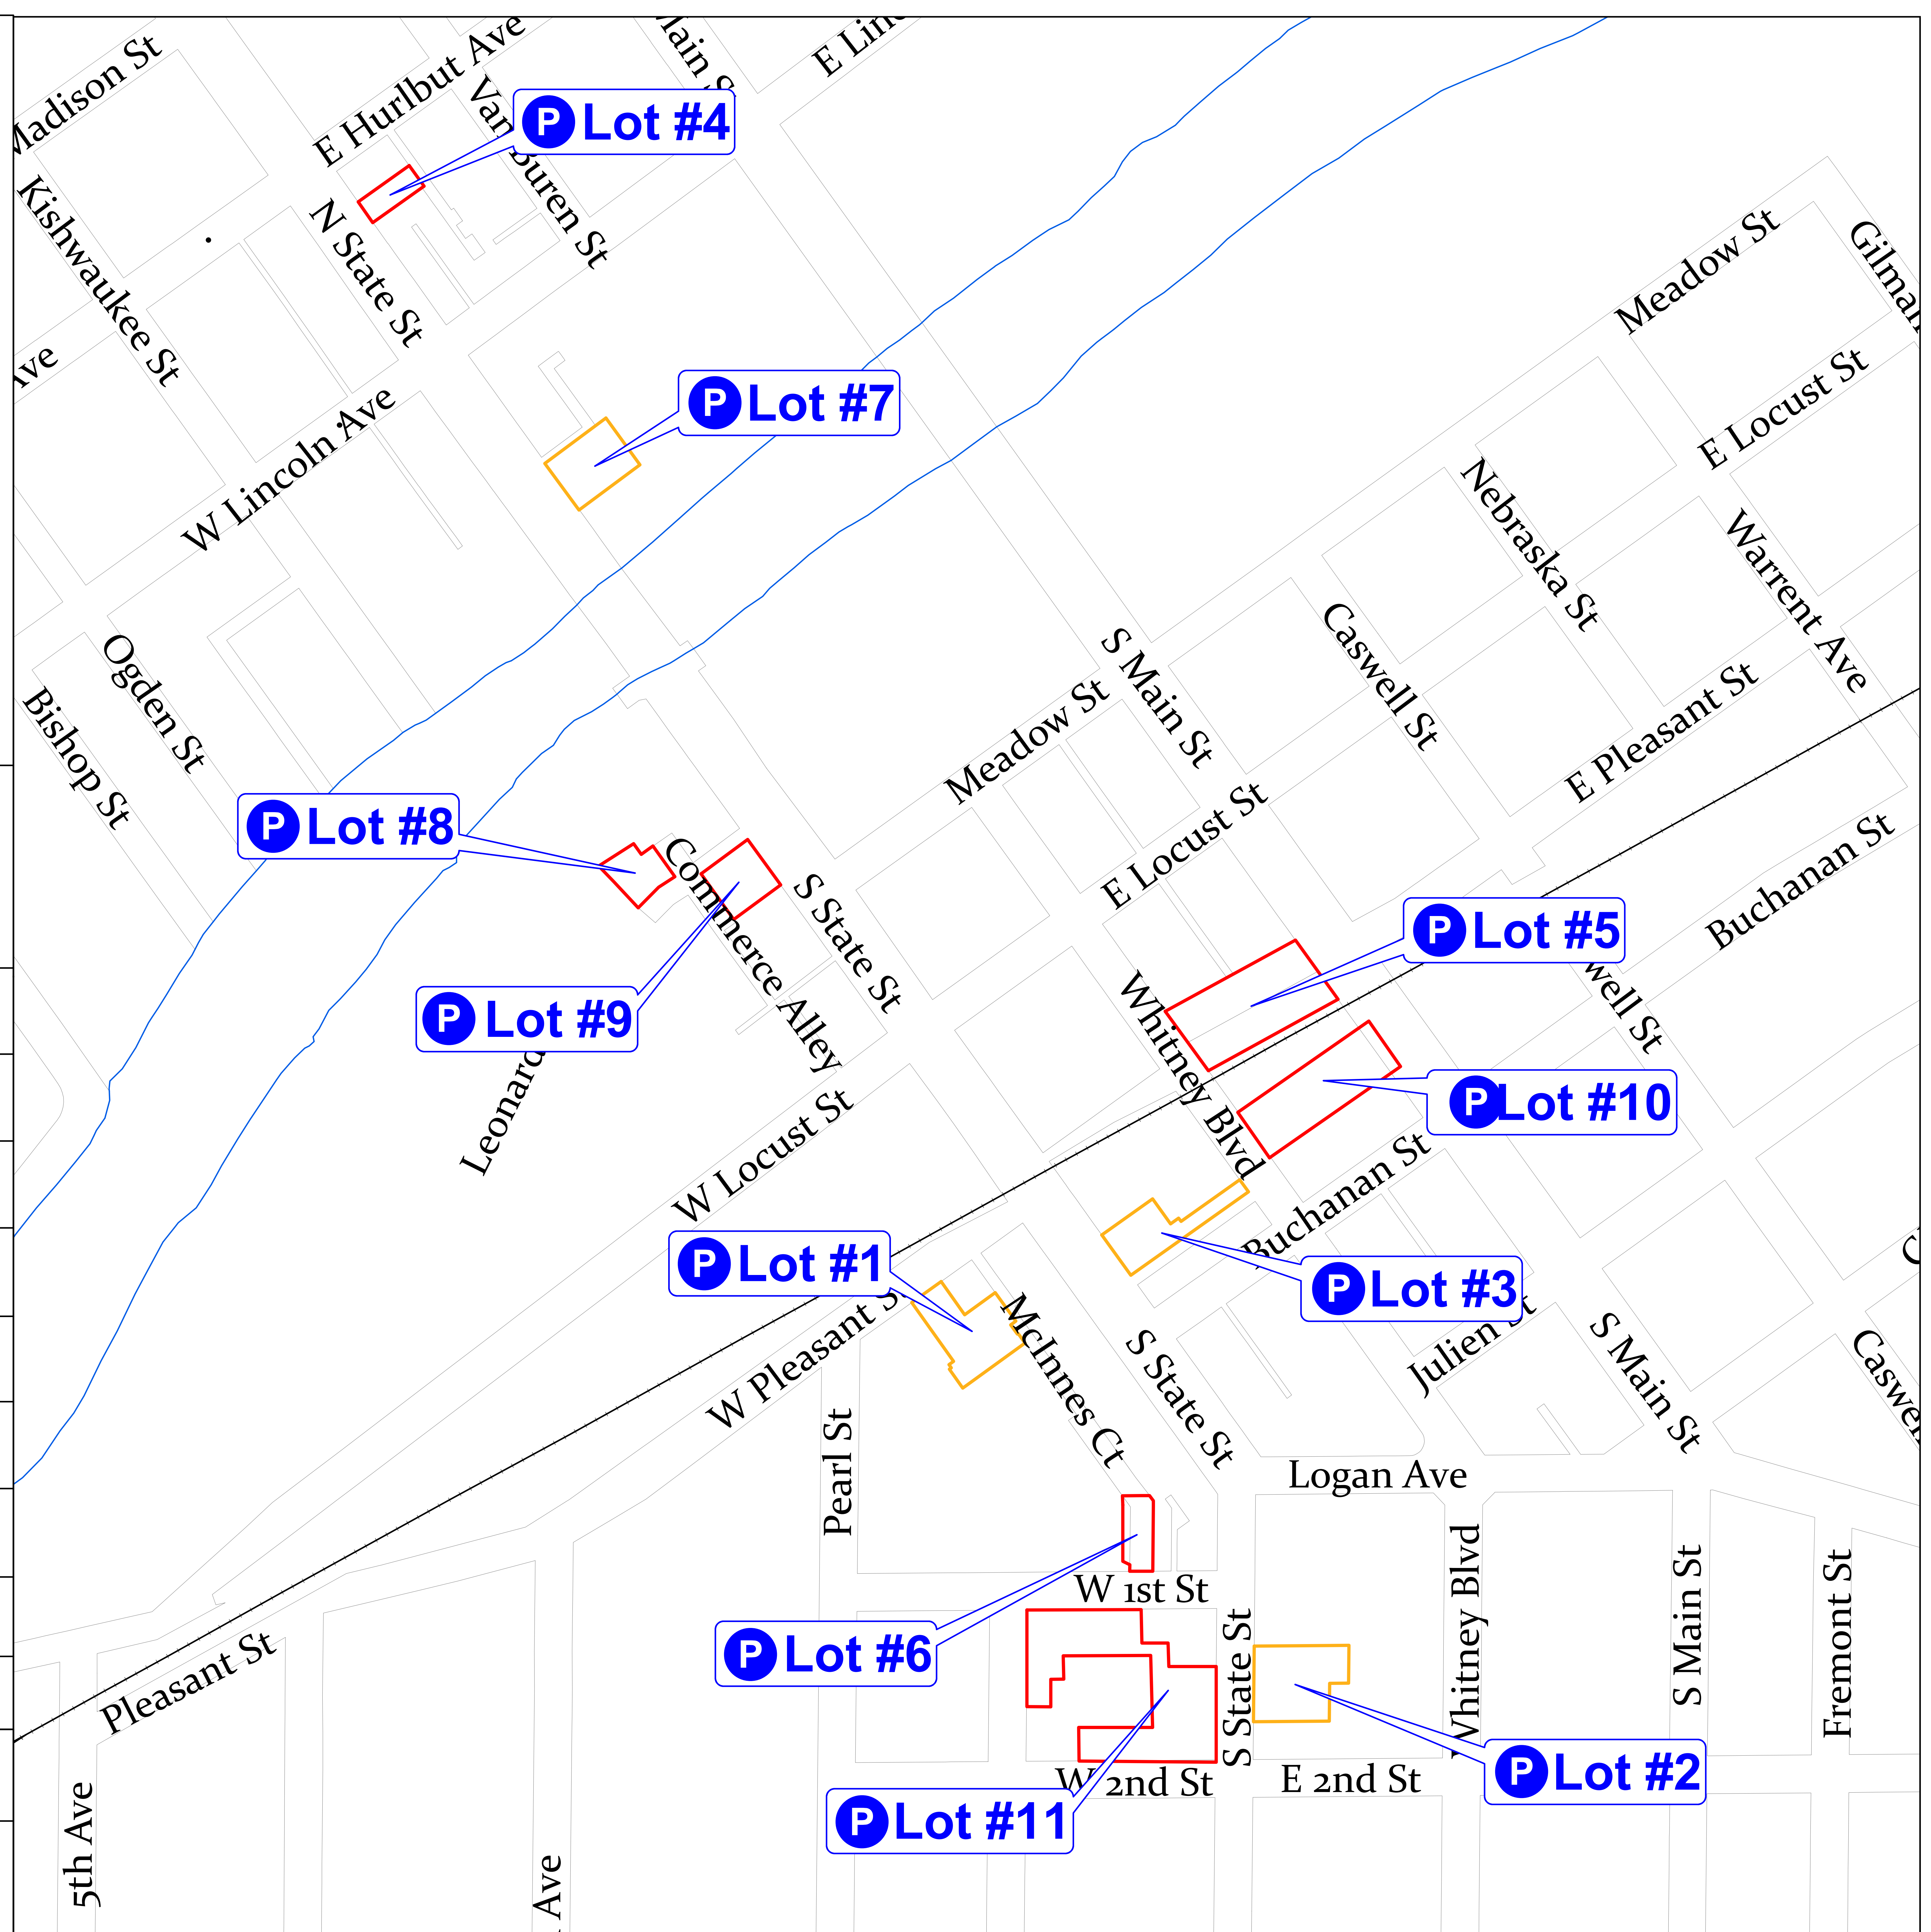 Madison St
E Hurlbut Ave
Main S
E Linc
Van Buren St
P Lot #4
Kishwaukee St
N State St
Ave
W Lincoln Ave
P Lot #7
Meadow St
Gilman
E Locust St
Nebraska St
Warrent Ave
Ogden St
Bishop St
S Main St
Caswell St
Meadow St
E Pleasant St
P Lot #8
E Locust St
Buchanan St
Commerce Alley
S State St
P Lot #5
P Lot #9
Whitney Blvd
well St
Leonard
P Lot #10
W Locust St
Buchanan St
P Lot #1
P Lot #3
W Pleasant S
McInnes Ct
S State St
Julien St
S Main St
Caswell
Pearl St
Logan Ave
W 1st St
Whitney Blvd
S Main St
Fremont St
P Lot #6
S State St
Pleasant St
P Lot #2
W 2nd St
E 2nd St
P Lot #11
5th Ave
Ave